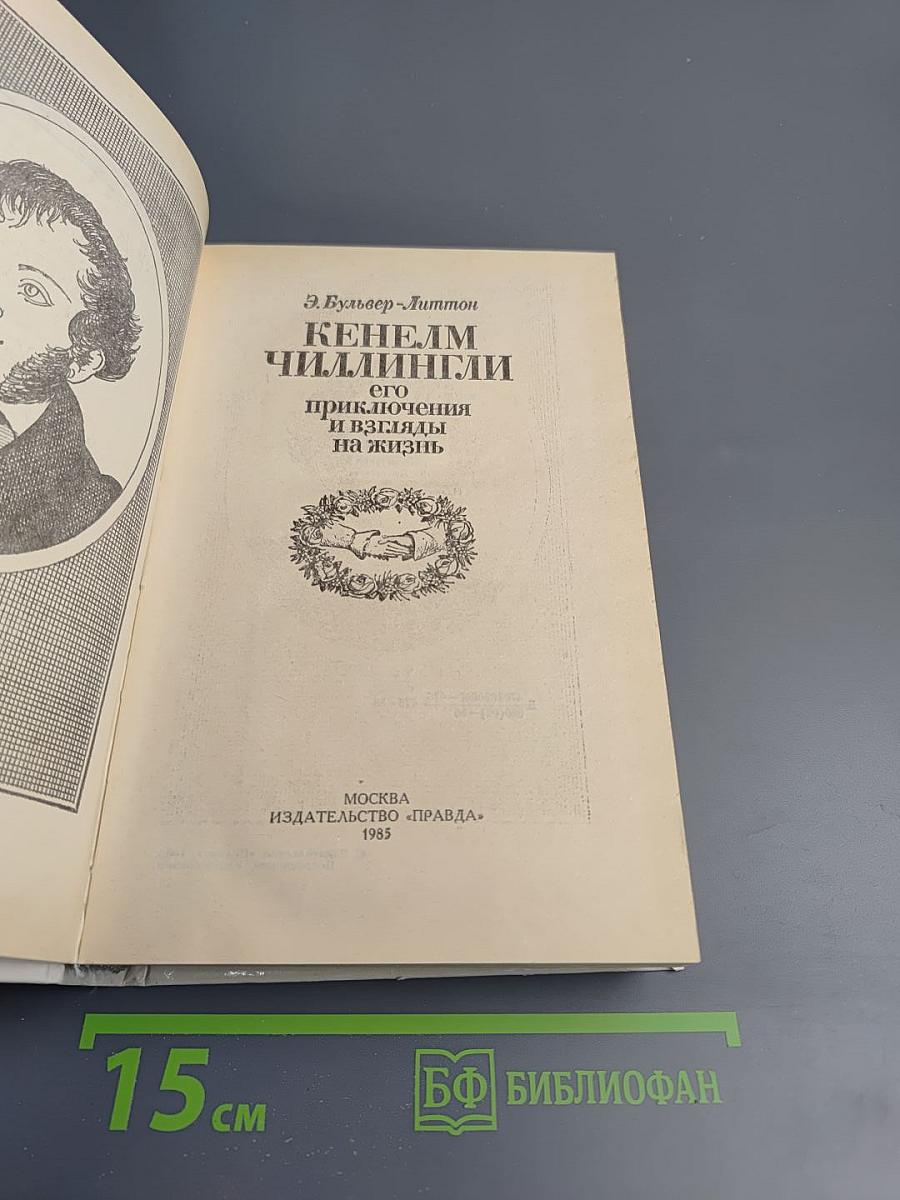 Э. Бульвер-Литтон
КЕНЕЛМ
ЧИЛЛИНГЛИ
его
приключения
и взгляды
на жизнь
МОСКВА
ИЗДАТЕЛЬСТВО «ПРАВДА»
1985
15 см
БФ БИБЛИОФАН